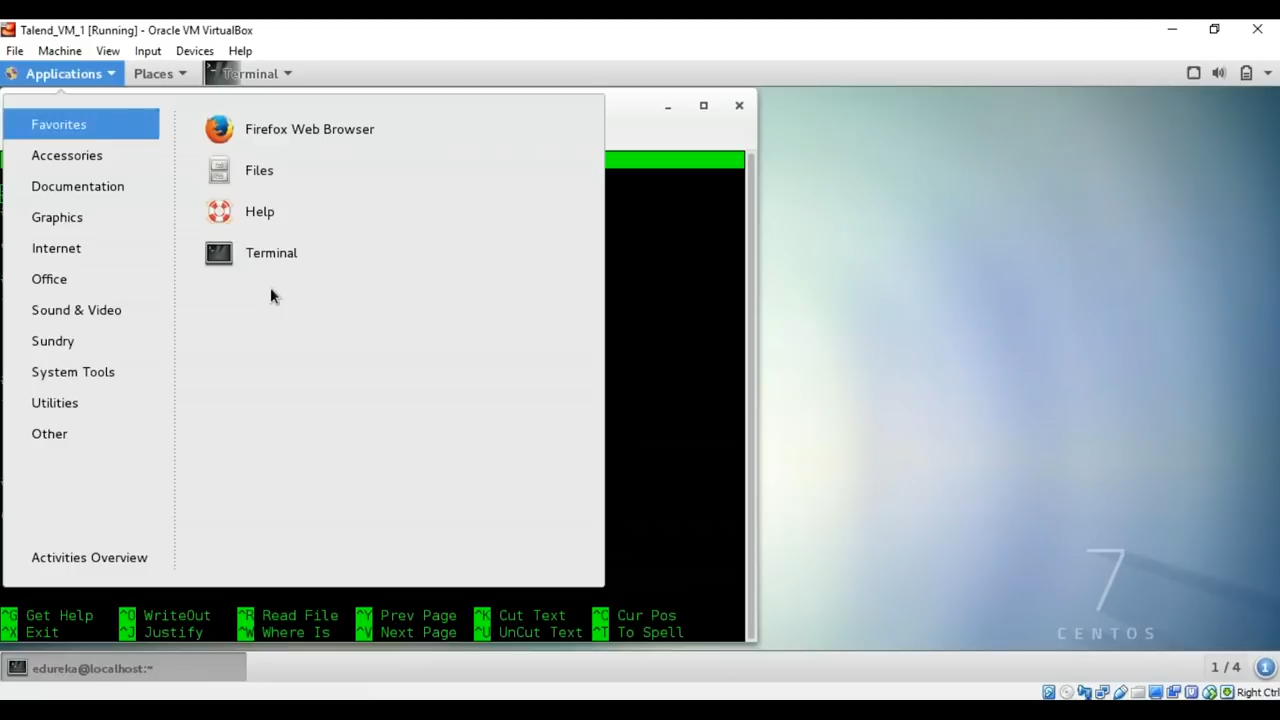 Talend_VM_1 [Running] - Oracle VM VirtualBox
File Machine View Input Devices Help
Applications Places Terminal
Favorites
Accessories
Documentation
Graphics
Internet
Office
Sound & Video
Sundry
System Tools
Utilities
Other
Activities Overview
Firefox Web Browser
Files
Help
Terminal
^G Get Help ^O WriteOut ^R Read File ^Y Prev Page ^K Cut Text ^C Cur Pos
^X Exit ^J Justify ^W Where Is ^V Next Page ^U UnCut Text ^T To Spell
7
CENTOS
edureka@localhost:~
1 / 4
1
Right Ctrl